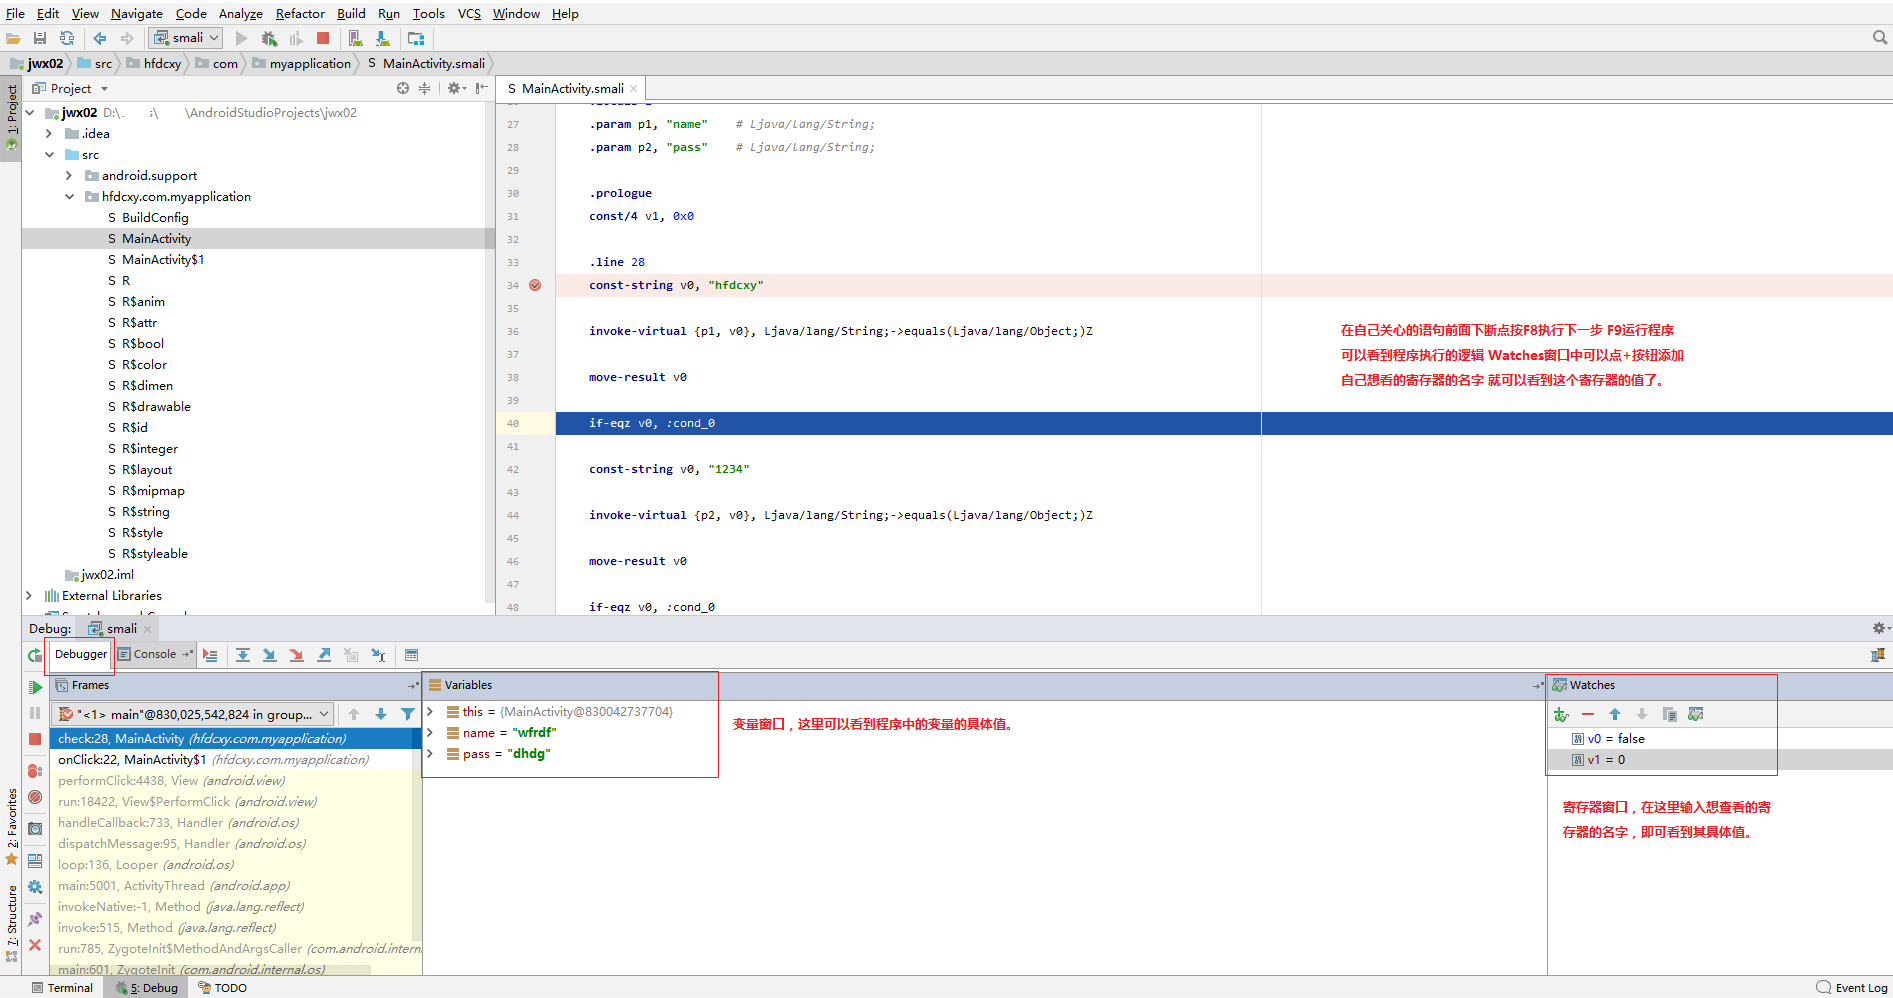 File Edit View Navigate Code Analyze Refactor Build Run Tools VCS Window Help
smali
jwx02 src hfdcxy com myapplication S MainActivity.smali
1: Project
Project
S MainActivity.smali
jwx02 D:\. s\ \AndroidStudioProjects\jwx02
.idea
src
android.support
hfdcxy.com.myapplication
S BuildConfig
S MainActivity
S MainActivity$1
S R
S R$anim
S R$attr
S R$bool
S R$color
S R$dimen
S R$drawable
S R$id
S R$integer
S R$layout
S R$mipmap
S R$string
S R$style
S R$styleable
jwx02.iml
External Libraries
27 .param p1, "name" # Ljava/lang/String;
28 .param p2, "pass" # Ljava/lang/String;
29
30 .prologue
31 const/4 v1, 0x0
32
33 .line 28
34 const-string v0, "hfdcxy"
35
36 invoke-virtual {p1, v0}, Ljava/lang/String;->equals(Ljava/lang/Object;)Z
37
38 move-result v0
39
40 if-eqz v0, :cond_0
41
42 const-string v0, "1234"
43
44 invoke-virtual {p2, v0}, Ljava/lang/String;->equals(Ljava/lang/Object;)Z
45
46 move-result v0
47
48 if-eqz v0, :cond_0
在自己关心的语句前面下断点按F8执行下一步 F9运行程序
可以看到程序执行的逻辑 Watches窗口中可以点+按钮添加
自己想看的寄存器的名字 就可以看到这个寄存器的值了。
Debug: smali
Debugger Console
Frames
"<1> main"@830,025,542,824 in group...
check:28, MainActivity (hfdcxy.com.myapplication)
onClick:22, MainActivity$1 (hfdcxy.com.myapplication)
performClick:4438, View (android.view)
run:18422, View$PerformClick (android.view)
handleCallback:733, Handler (android.os)
dispatchMessage:95, Handler (android.os)
loop:136, Looper (android.os)
main:5001, ActivityThread (android.app)
invokeNative:-1, Method (java.lang.reflect)
invoke:515, Method (java.lang.reflect)
run:785, ZygoteInit$MethodAndArgsCaller (com.android.intern
main:601, ZygoteInit (com.android.internal.os)
Variables
this = {MainActivity@830042737704}
name = "wfrdf"
pass = "dhdg"
变量窗口，这里可以看到程序中的变量的具体值。
Watches
v0 = false
v1 = 0
寄存器窗口，在这里输入想查看的寄
存器的名字，即可看到其具体值。
2: Favorites
7: Structure
Terminal 5: Debug TODO Event Log